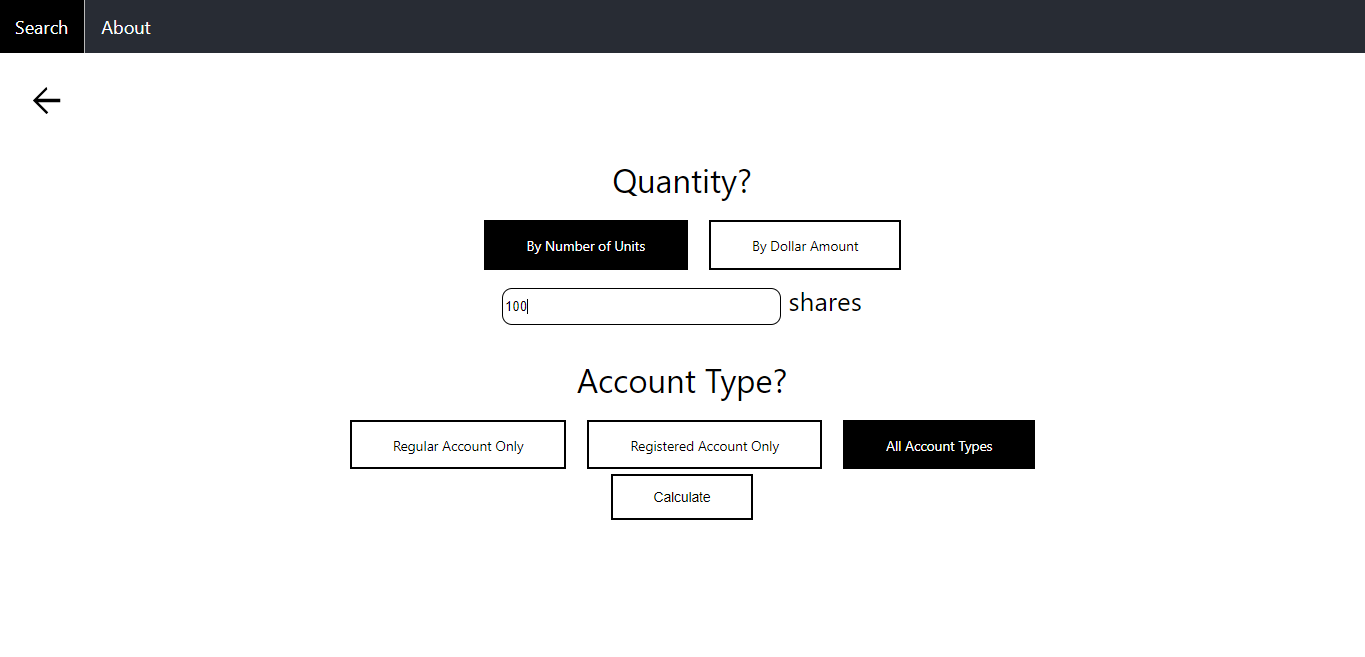 Search About
Quantity?
By Number of Units By Dollar Amount
100 shares
Account Type?
Regular Account Only Registered Account Only All Account Types
Calculate